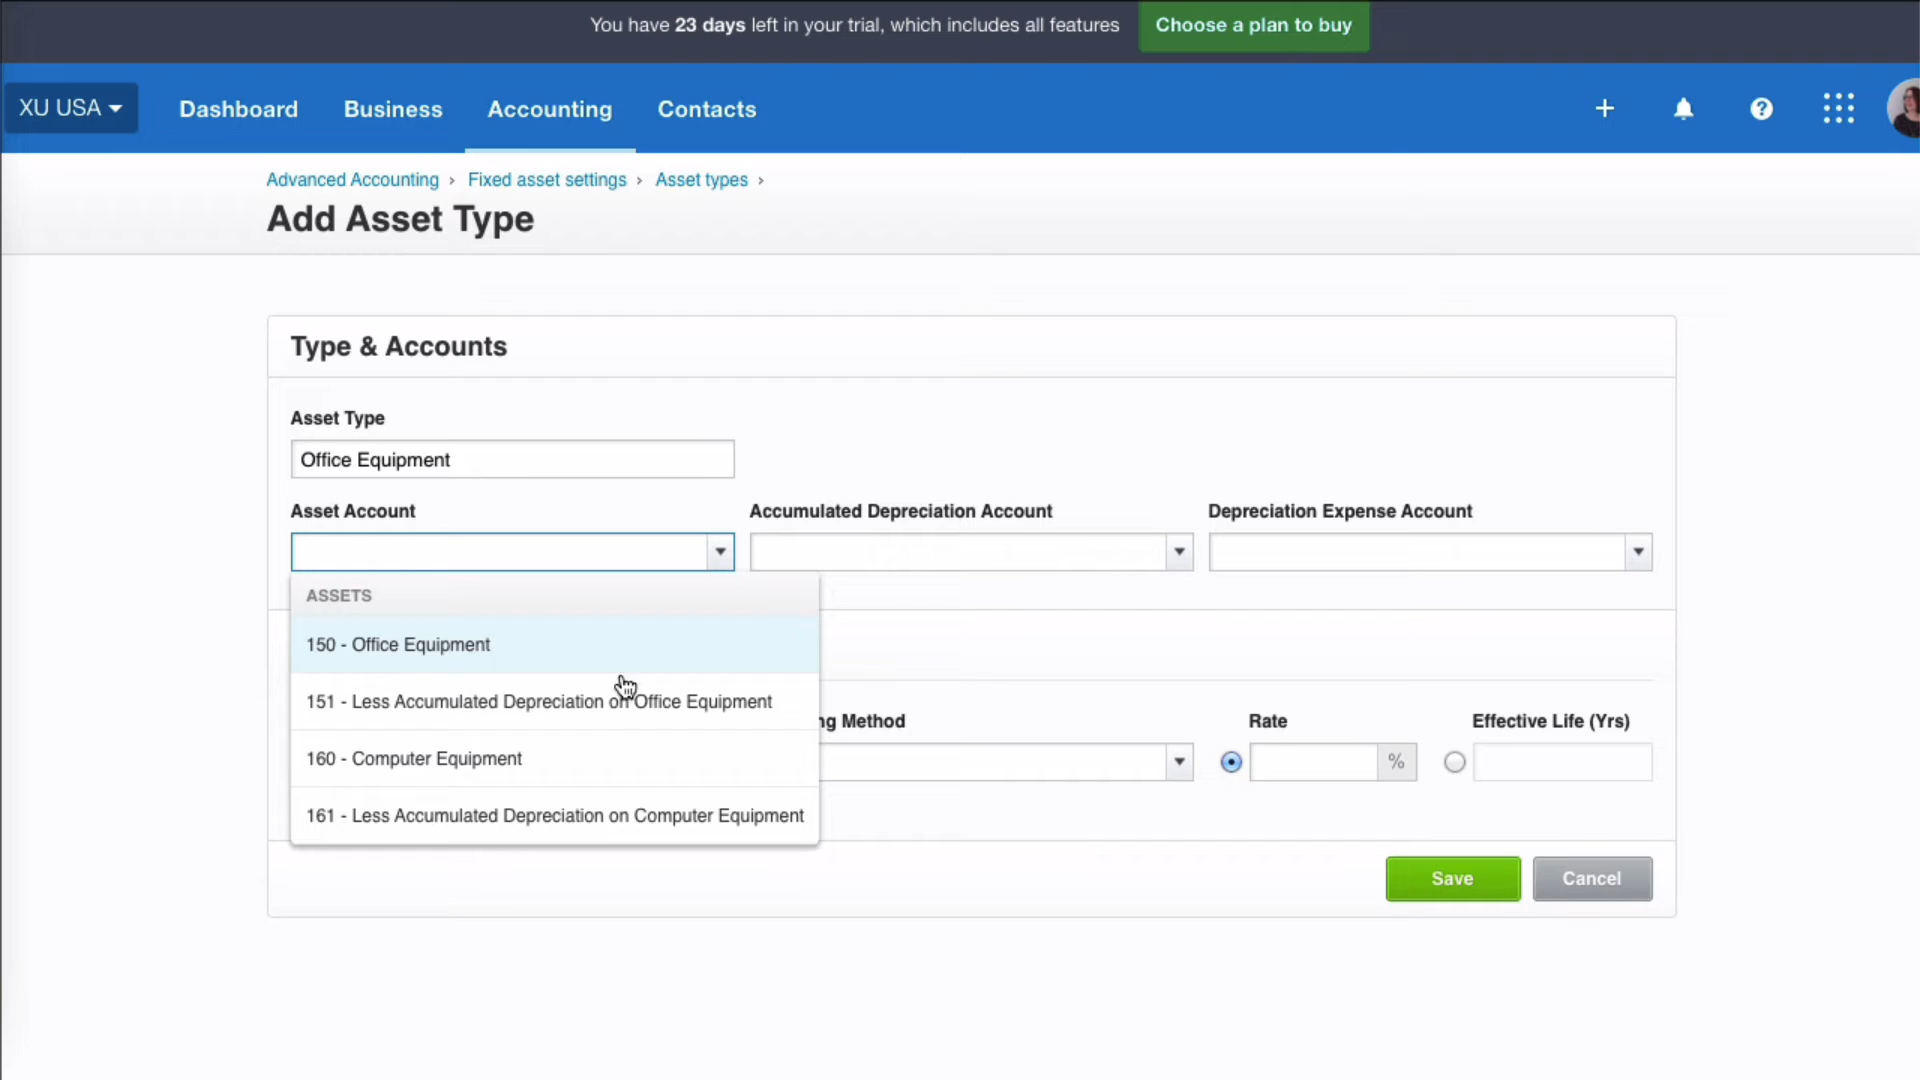 You have 23 days left in your trial, which includes all features
Choose a plan to buy
XU USA
Dashboard
Business
Accounting
Contacts
Advanced Accounting › Fixed asset settings › Asset types ›
Add Asset Type
Type & Accounts
Asset Type
Office Equipment
Asset Account
Accumulated Depreciation Account
Depreciation Expense Account
ASSETS
150 - Office Equipment
151 - Less Accumulated Depreciation on Office Equipment
160 - Computer Equipment
161 - Less Accumulated Depreciation on Computer Equipment
Method
Rate
Effective Life (Yrs)
%
Save
Cancel